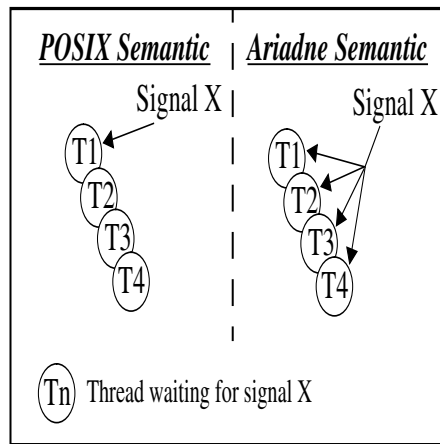 POSIX Semantic
Signal X
T1
T2
T3
T4
Ariadne Semantic
Signal X
T1
T2
T3
T4
Tn Thread waiting for signal X